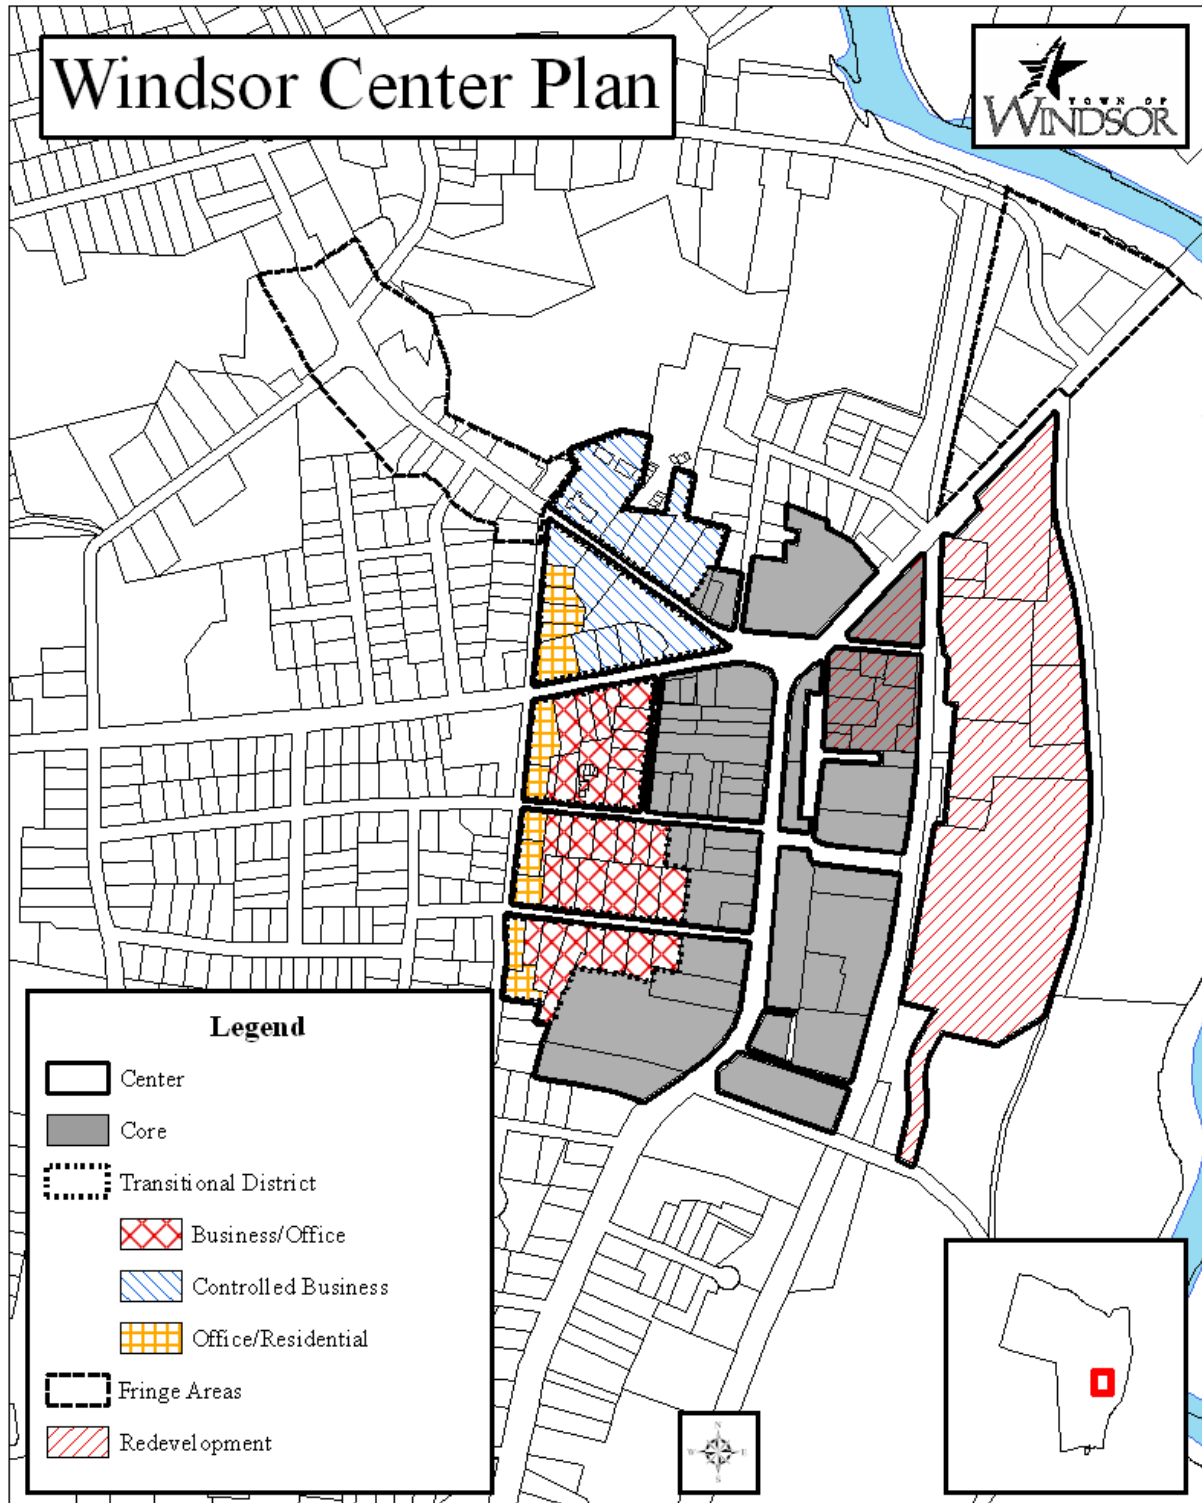 Windsor Center Plan
TOWN OF
WINDSOR
Legend
Center
Core
Transitional District
Business/Office
Controlled Business
Office/Residential
Fringe Areas
Redevelopment
N
W E
S